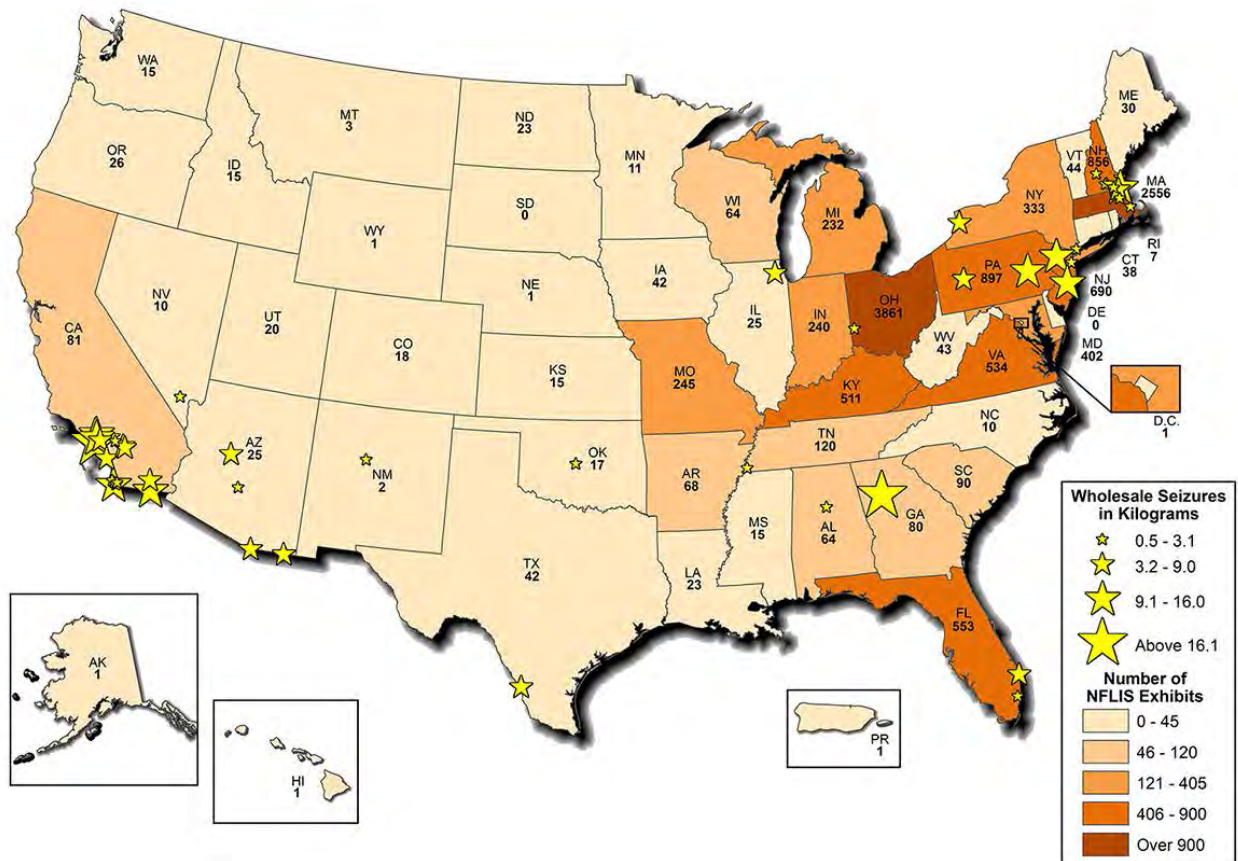 WA
15
MT
3
ND
23
MN
11
ME
30
OR
26
ID
15
SD
0
WI
64
MI
232
NY
333
VT
44
NH
856
MA
2556
RI
7
CT
38
NJ
690
WY
1
IA
42
NE
1
PA
897
DE
0
MD
402
NV
10
UT
20
CO
18
IL
25
IN
240
OH
3861
WV
43
VA
534
CA
81
KS
15
MO
245
KY
511
D.C.
1
AZ
25
NM
2
OK
17
AR
68
TN
120
NC
10
SC
90
TX
42
LA
23
MS
15
AL
64
GA
80
FL
553
AK
1
HI
1
PR
1
Wholesale Seizures
in Kilograms
0.5 - 3.1
3.2 - 9.0
9.1 - 16.0
Above 16.1
Number of
NFLIS Exhibits
0 - 45
46 - 120
121 - 405
406 - 900
Over 900